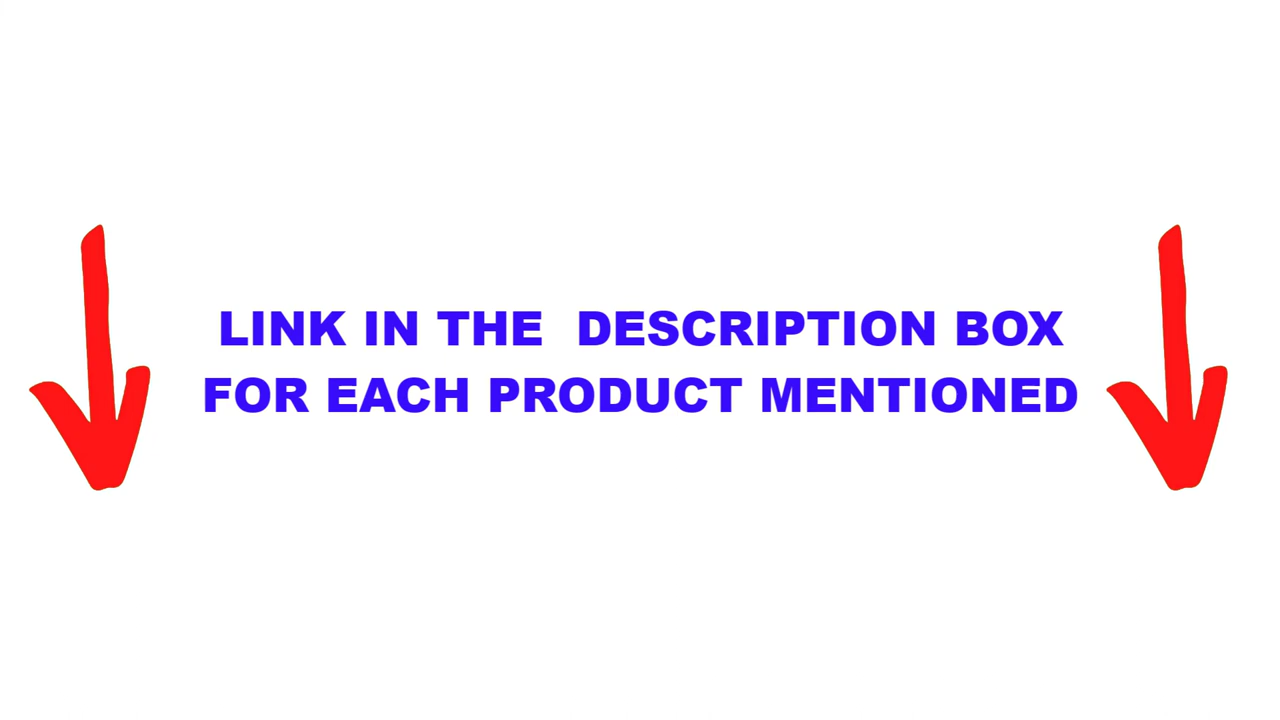 LINK IN THE  DESCRIPTION BOX
FOR EACH PRODUCT MENTIONED